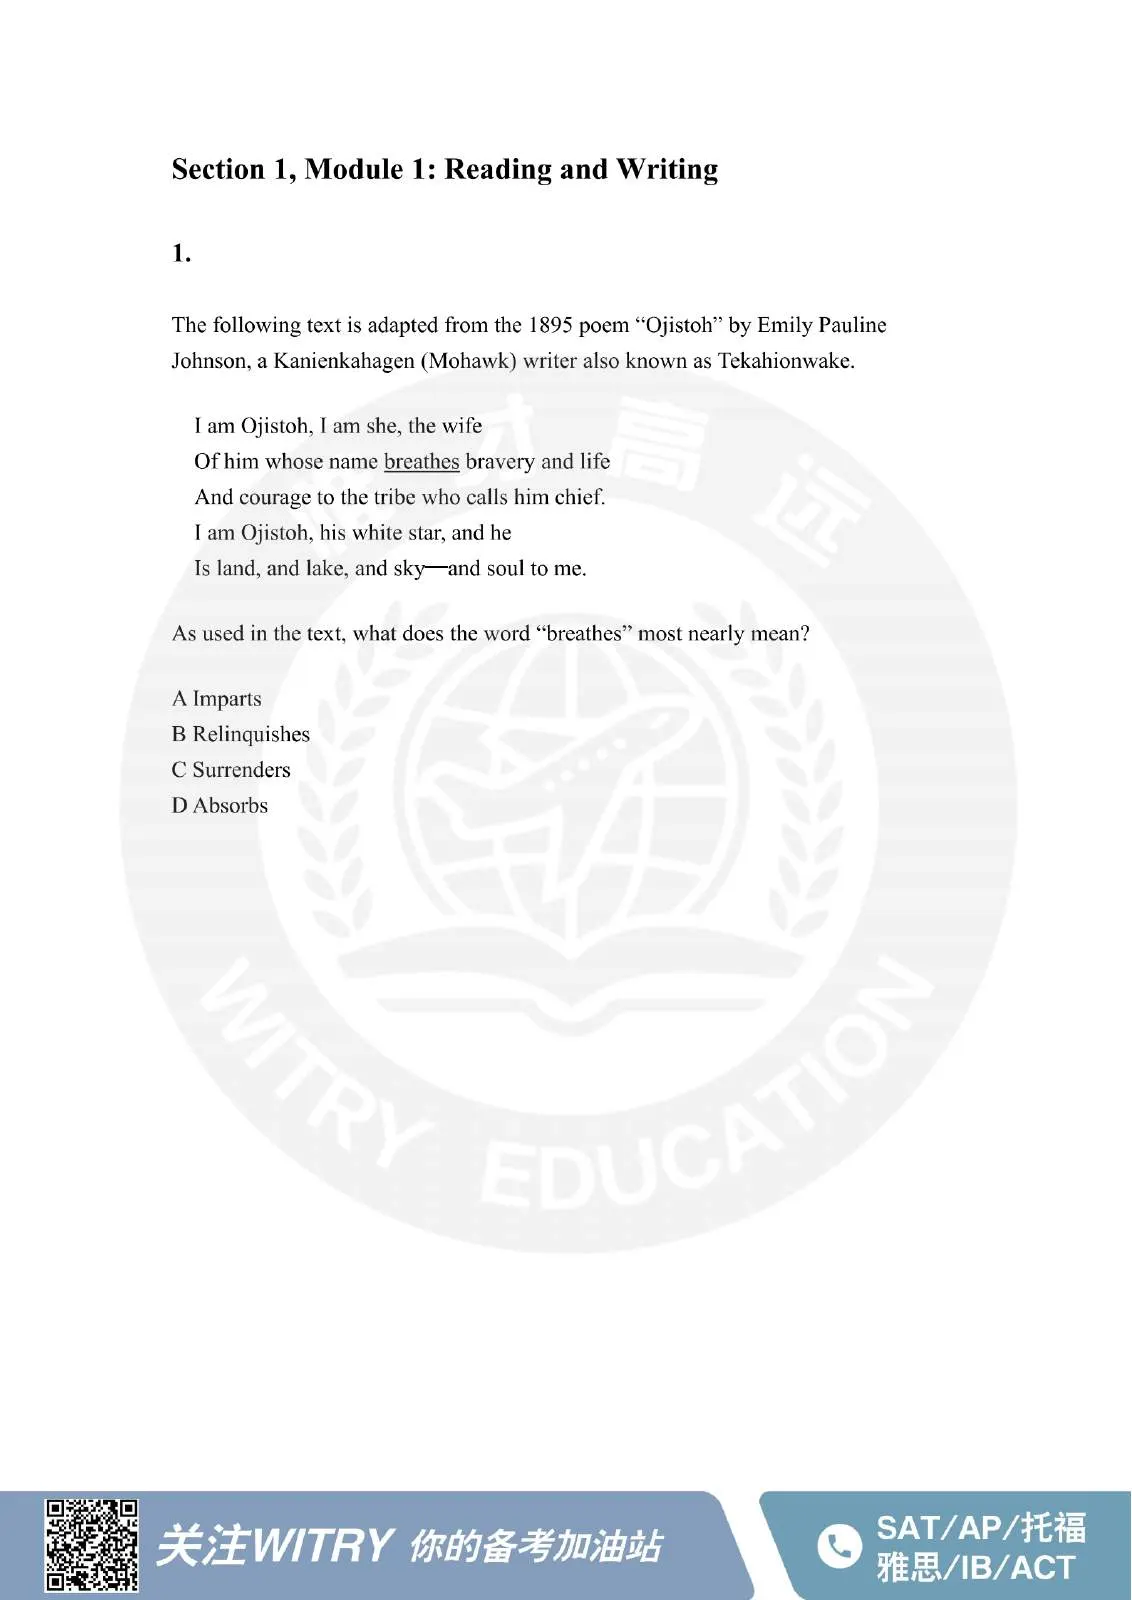 Section 1, Module 1: Reading and Writing
1.
The following text is adapted from the 1895 poem “Ojistoh” by Emily Pauline
Johnson, a Kanienkahagen (Mohawk) writer also known as Tekahionwake.
I am Ojistoh, I am she, the wife
Of him whose name breathes bravery and life
And courage to the tribe who calls him chief.
I am Ojistoh, his white star, and he
Is land, and lake, and sky—and soul to me.
As used in the text, what does the word “breathes” most nearly mean?
A Imparts
B Relinquishes
C Surrenders
D Absorbs
WITRY EDUCATION
关注WITRY 你的备考加油站
SAT/AP/托福
雅思/IB/ACT